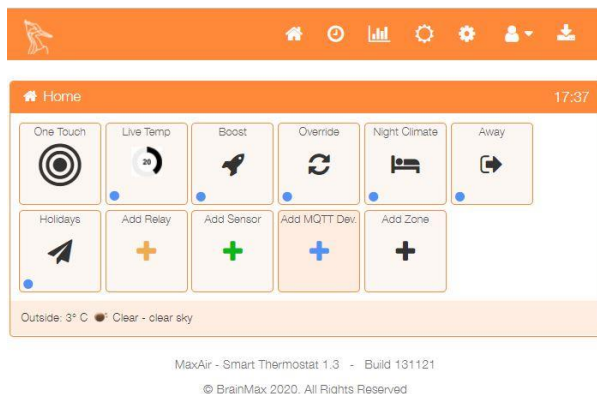 Home 17:37
One Touch Live Temp Boost Override Night Climate Away
20
Holidays Add Relay Add Sensor Add MQTT Dev. Add Zone
Outside: 3° C Clear - clear sky
MaxAir - Smart Thermostat 1.3 - Build 131121
© BrainMax 2020. All Rights Reserved